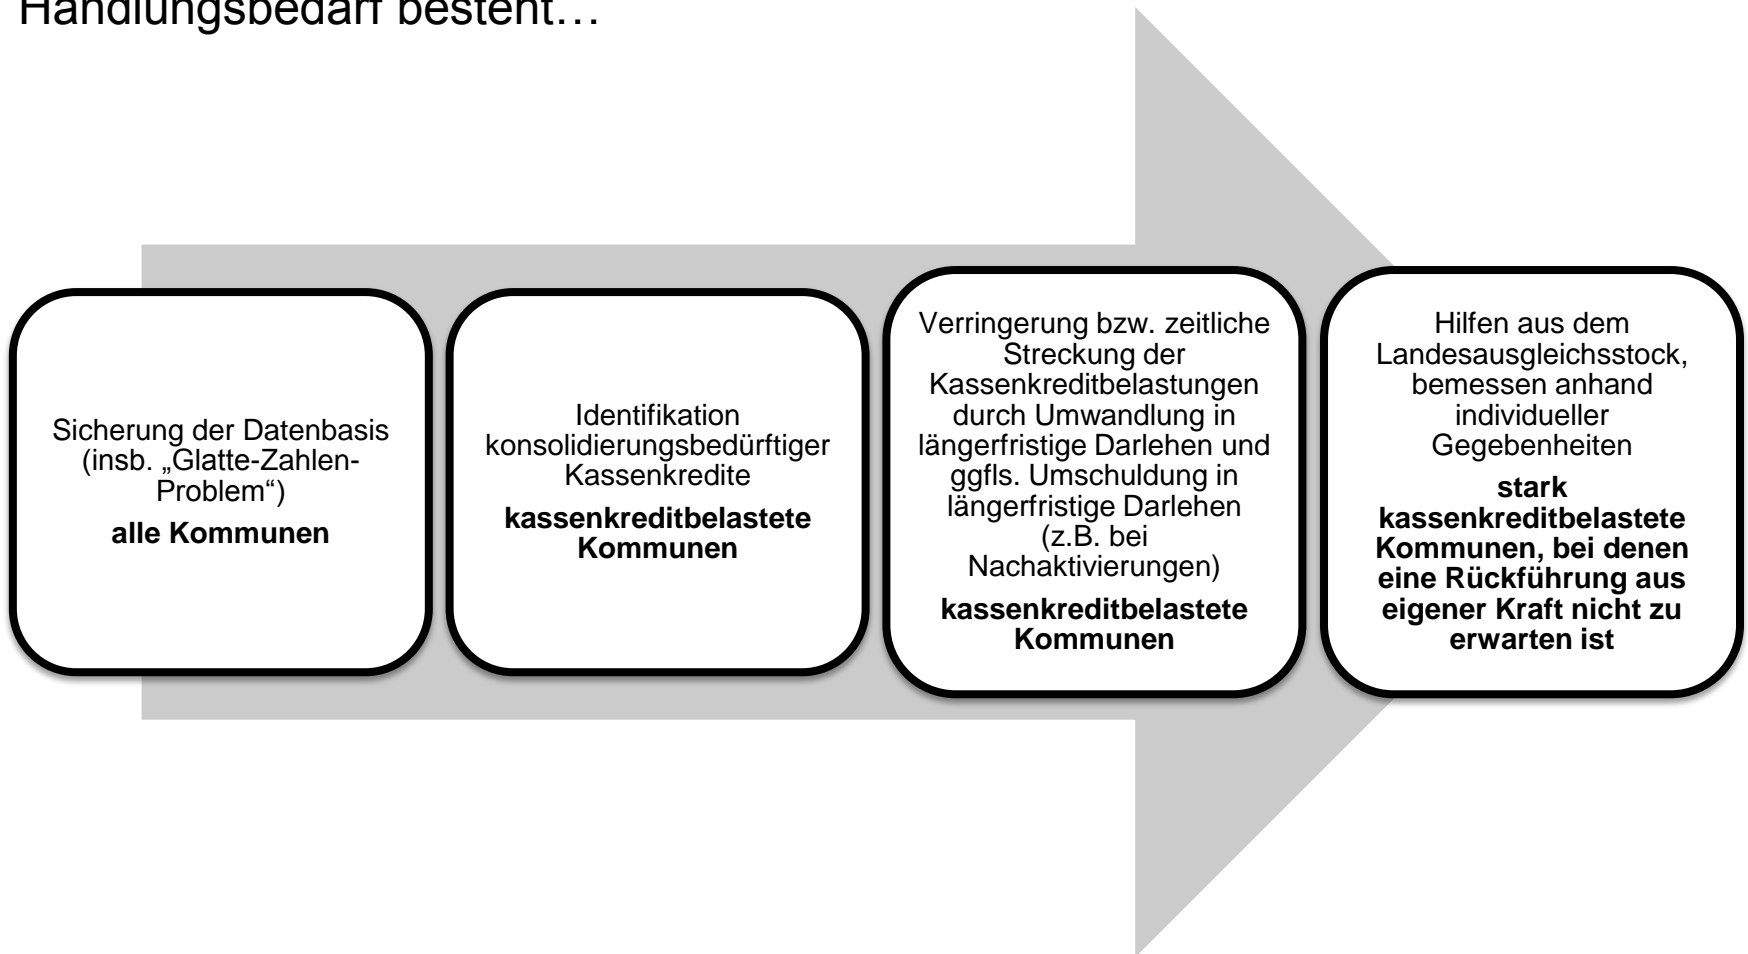 Handlungsbedarf besteht…
Sicherung der Datenbasis
(insb. „Glatte-Zahlen-
Problem“)
alle Kommunen
Identifikation
konsolidierungsbedürftiger
Kassenkredite
kassenkreditbelastete
Kommunen
Verringerung bzw. zeitliche
Streckung der
Kassenkreditbelastungen
durch Umwandlung in
längerfristige Darlehen und
ggfls. Umschuldung in
längerfristige Darlehen
(z.B. bei
Nachaktivierungen)
kassenkreditbelastete
Kommunen
Hilfen aus dem
Landesausgleichsstock,
bemessen anhand
individueller
Gegebenheiten
stark
kassenkreditbelastete
Kommunen, bei denen
eine Rückführung aus
eigener Kraft nicht zu
erwarten ist